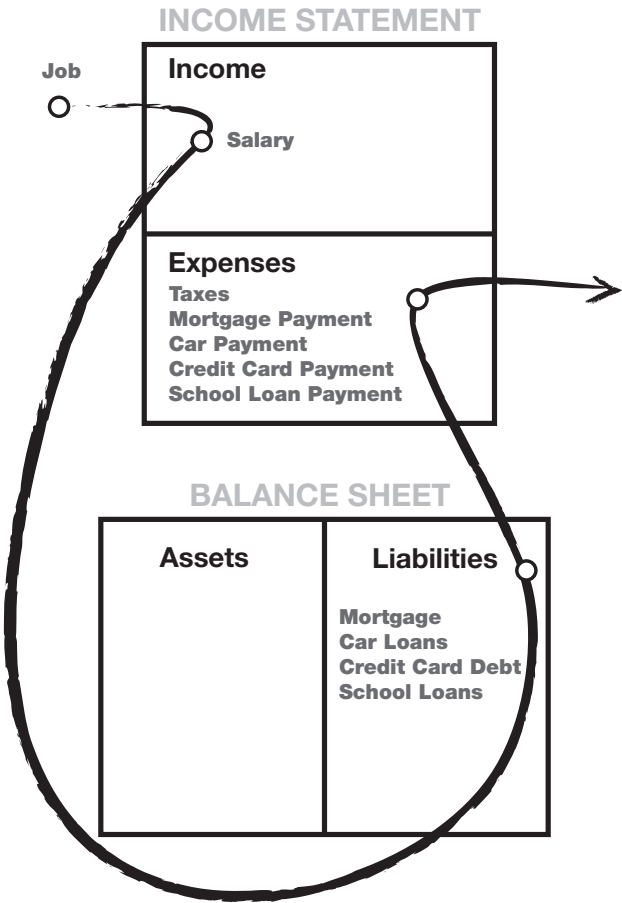 INCOME STATEMENT
Job
Income
Salary
Expenses
Taxes
Mortgage Payment
Car Payment
Credit Card Payment
School Loan Payment
BALANCE SHEET
Assets
Liabilities
Mortgage
Car Loans
Credit Card Debt
School Loans